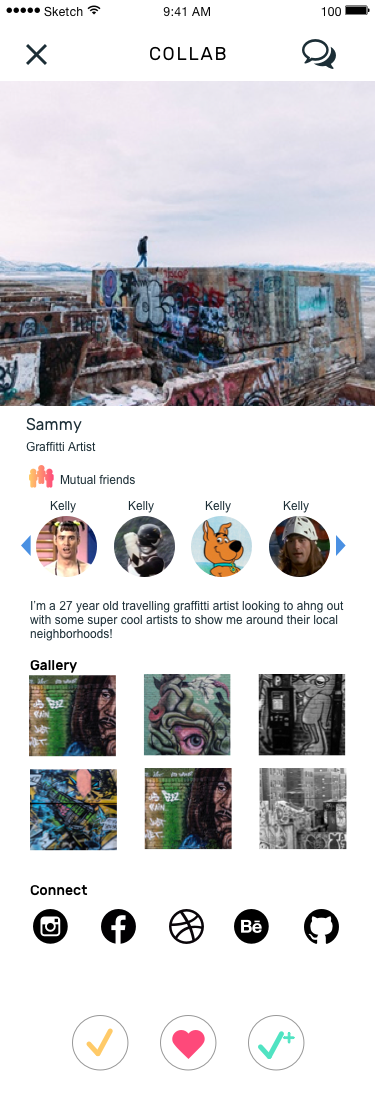 Sketch 9:41 AM 100
COLLAB
Sammy
Graffitti Artist
Mutual friends
Kelly Kelly Kelly Kelly
I'm a 27 year old travelling graffiti artist looking to ahng out
with some super cool artists to show me around their local
neighborhoods!
Gallery
Connect
Bē